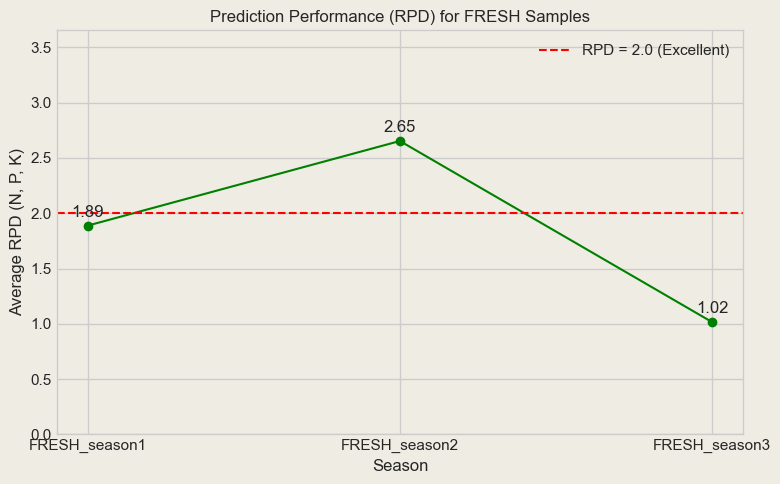 Prediction Performance (RPD) for FRESH Samples
RPD = 2.0 (Excellent)
Average RPD (N, P, K)
3.5
3.0
2.5
2.0
1.5
1.0
0.5
0.0
1.89
2.65
1.02
FRESH_season1
FRESH_season2
FRESH_season3
Season